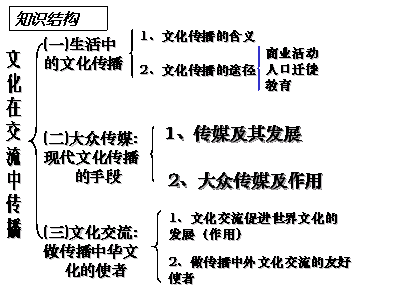 知识结构
文化在交流中传播
(一)生活中
的文化传播
1、文化传播的含义
2、文化传播的途径
商业活动
人口迁徙
教育
(二)大众传媒:
现代文化传播
的手段
1、传媒及其发展
2、大众传媒及作用
(三)文化交流:
做传播中华文
化的使者
1、文化交流促进世界文化的
发展（作用）
2、做传播中外文化交流的友好
使者